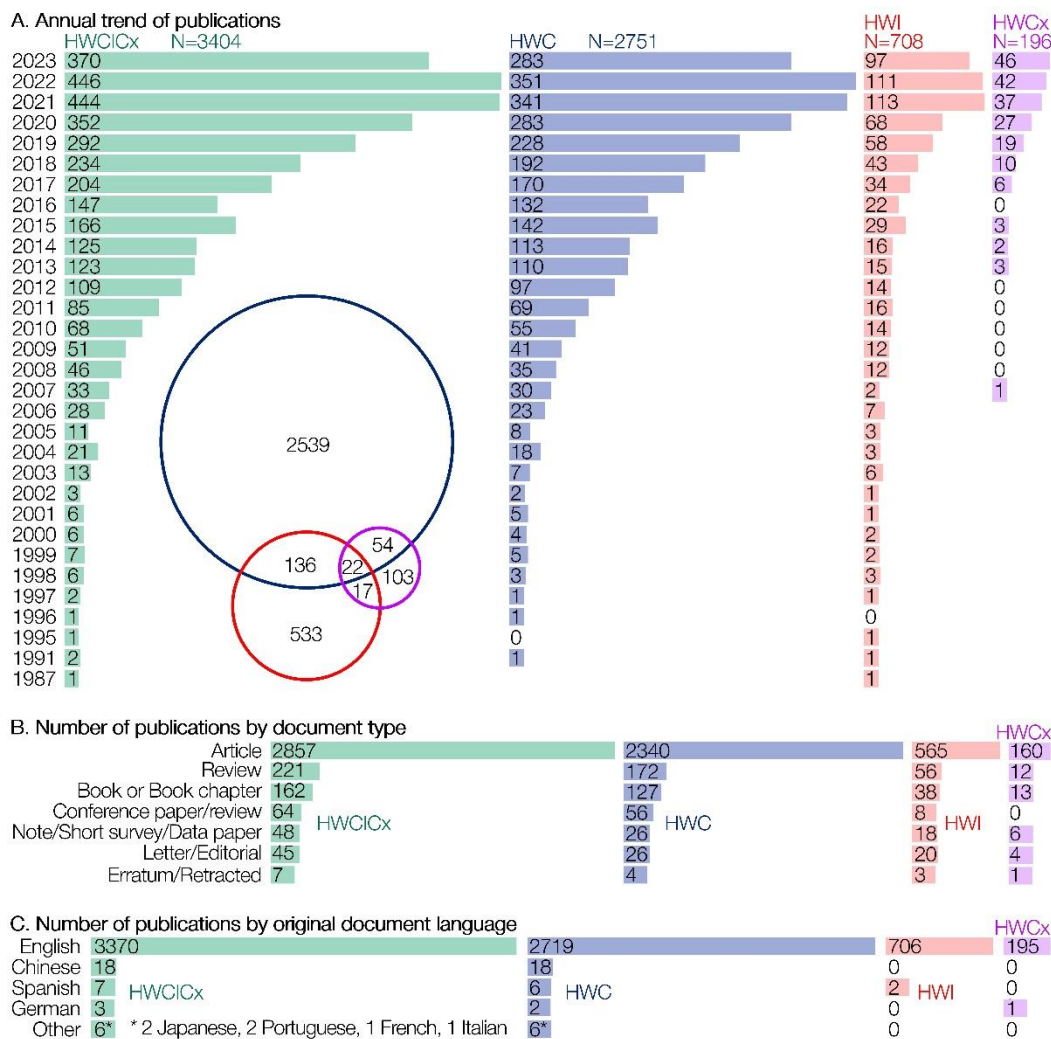 A. Annual trend of publications
HWCICx N=3404 HWC N=2751 HWI N=708 HWCx N=196
2023 370 283 97 46
2022 446 351 111 42
2021 444 341 113 37
2020 352 283 68 27
2019 292 228 58 19
2018 234 192 43 10
2017 204 170 34 6
2016 147 132 22 0
2015 166 142 29 3
2014 125 113 16 2
2013 123 110 15 3
2012 109 97 14 0
2011 85 69 16 0
2010 68 55 14 0
2009 51 41 12 0
2008 46 35 12 0
2007 33 30 2 1
2006 28 23 7
2005 11 8 3
2004 21 18 3
2003 13 7 6
2002 3 2 1
2001 6 5 1
2000 6 4 2
1999 7 5 2
1998 6 3 3
1997 2 1 1
1996 1 1 0
1995 1 0 1
1991 2 1 1
1987 1 1
2539
54
136 22 103
17
533
B. Number of publications by document type
HWCx
Article 2857 2340 565 160
Review 221 172 56 12
Book or Book chapter 162 127 38 13
Conference paper/review 64 56 8 0
HWCICx HWC HWI
Note/Short survey/Data paper 48 26 18 6
Letter/Editorial 45 26 20 4
Erratum/Retracted 7 4 3 1
C. Number of publications by original document language
HWCx
English 3370 2719 706 195
Chinese 18 18 0 0
Spanish 7 HWCICx 6 HWC 2 HWI 0
German 3 2 0 1
Other 6* * 2 Japanese, 2 Portuguese, 1 French, 1 Italian 6* 0 0